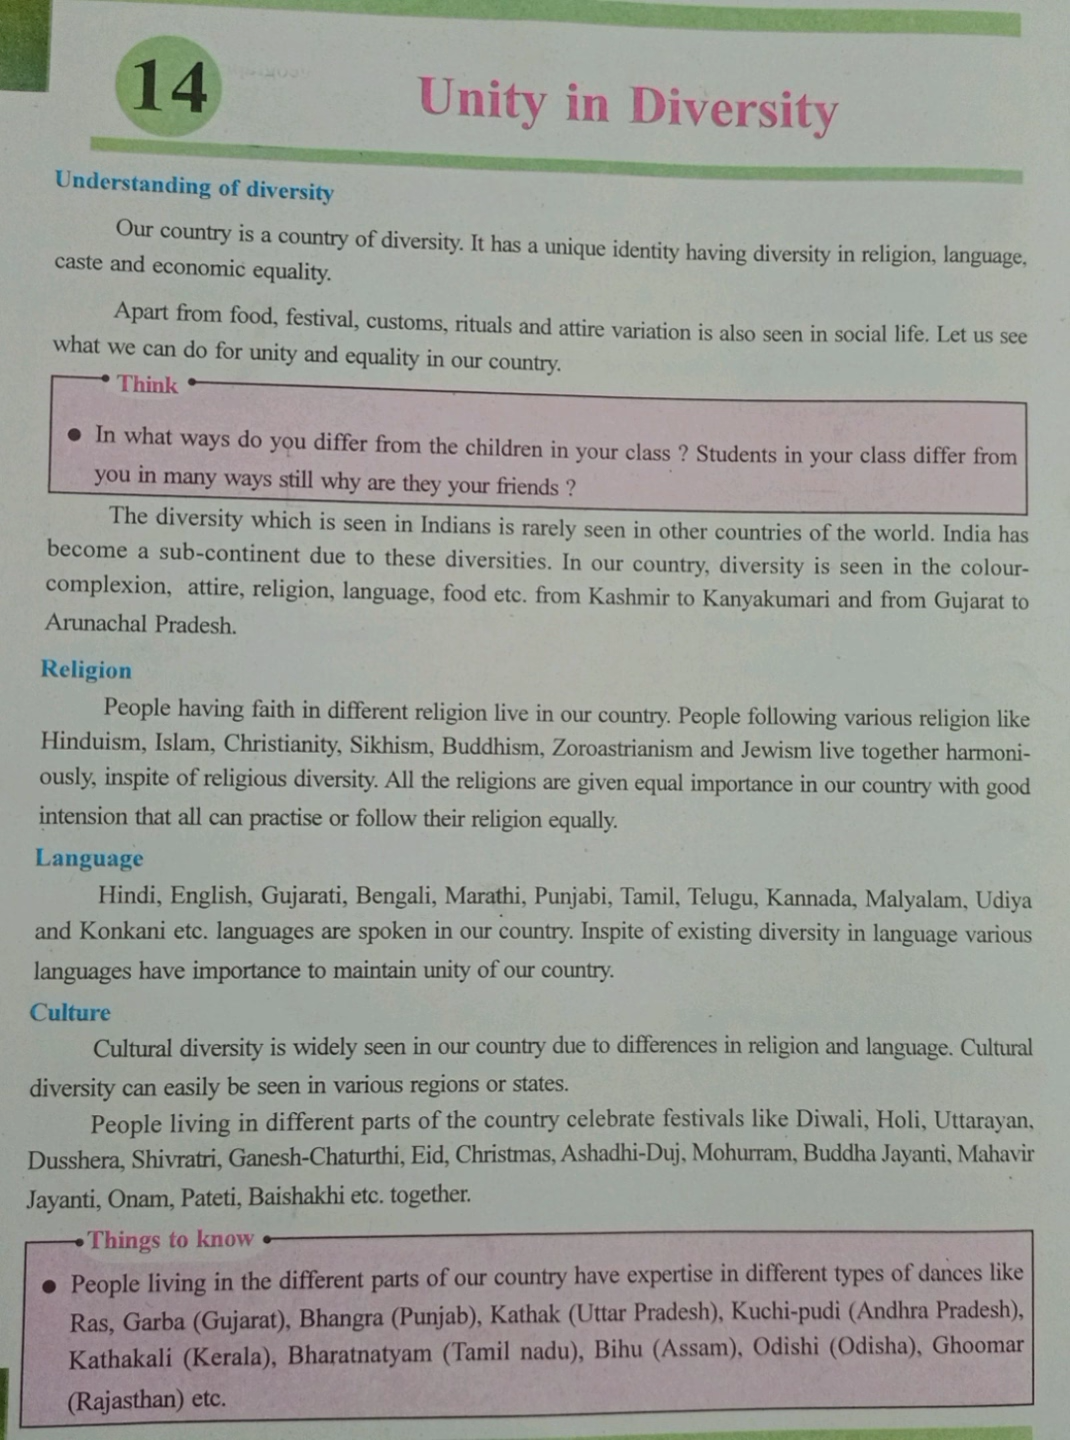 14
Unity in Diversity
Understanding of diversity
Our country is a country of diversity. It has a unique identity having diversity in religion, language,
caste and economic equality.
Apart from food, festival, customs, rituals and attire variation is also seen in social life. Let us see
what we can do for unity and equality in our country.
Think
● In what ways do you differ from the children in your class ? Students in your class differ from
you in many ways still why are they your friends ?
The diversity which is seen in Indians is rarely seen in other countries of the world. India has
become a sub-continent due to these diversities. In our country, diversity is seen in the colour-
complexion, attire, religion, language, food etc. from Kashmir to Kanyakumari and from Gujarat to
Arunachal Pradesh.
Religion
People having faith in different religion live in our country. People following various religion like
Hinduism, Islam, Christianity, Sikhism, Buddhism, Zoroastrianism and Jewism live together harmoni-
ously, inspite of religious diversity. All the religions are given equal importance in our country with good
intension that all can practise or follow their religion equally.
Language
Hindi, English, Gujarati, Bengali, Marathi, Punjabi, Tamil, Telugu, Kannada, Malyalam, Udiya
and Konkani etc. languages are spoken in our country. Inspite of existing diversity in language various
languages have importance to maintain unity of our country.
Culture
Cultural diversity is widely seen in our country due to differences in religion and language. Cultural
diversity can easily be seen in various regions or states.
People living in different parts of the country celebrate festivals like Diwali, Holi, Uttarayan,
Dusshera, Shivratri, Ganesh-Chaturthi, Eid, Christmas, Ashadhi-Duj, Mohurram, Buddha Jayanti, Mahavir
Jayanti, Onam, Pateti, Baishakhi etc. together.
Things to know
● People living in the different parts of our country have expertise in different types of dances like
Ras, Garba (Gujarat), Bhangra (Punjab), Kathak (Uttar Pradesh), Kuchi-pudi (Andhra Pradesh),
Kathakali (Kerala), Bharatnatyam (Tamil nadu), Bihu (Assam), Odishi (Odisha), Ghoomar
(Rajasthan) etc.